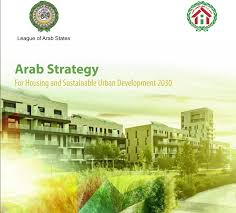 League of Arab States
Arab Strategy
For Housing and Sustainable Urban Development 2030